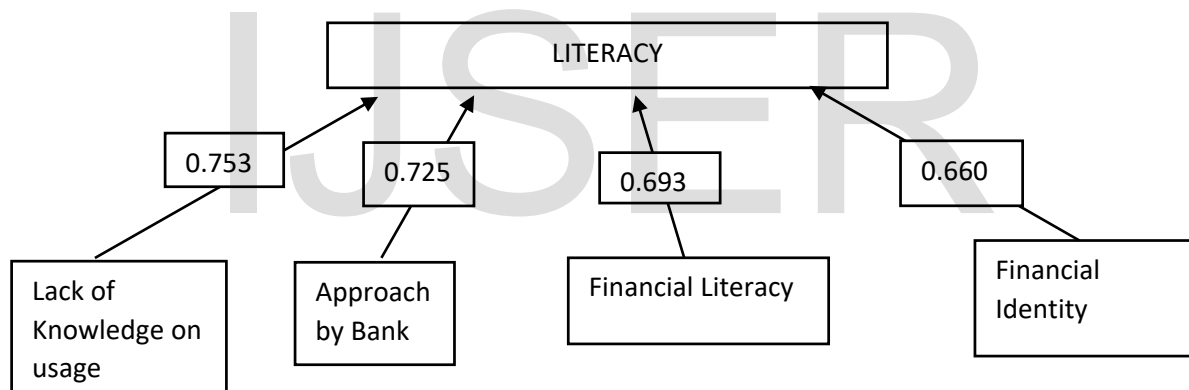 IJSER
LITERACY
0.753
0.725
0.693
0.660
Lack of
Knowledge on
usage
Approach
by Bank
Financial Literacy
Financial
Identity